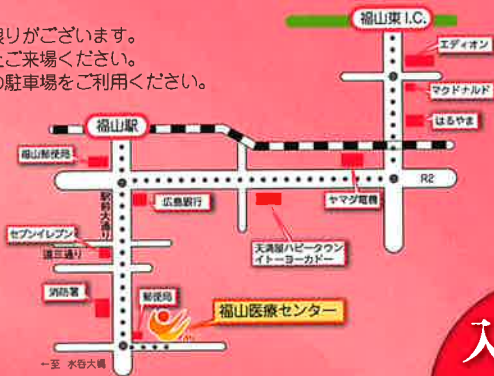 限りがございます。
ご来場ください。
の駐車場をご利用ください。
福山東 I.C.
エディオン
マクドナルド
はるやま
福山駅
福山郵便局
駅前大通り
広島銀行
ヤマダ電機
R2
セブンイレブン
道三通り
天満屋ハピータウン
イトーヨーカドー
消防署
郵便局
福山医療センター
←至 水呑大橋
入